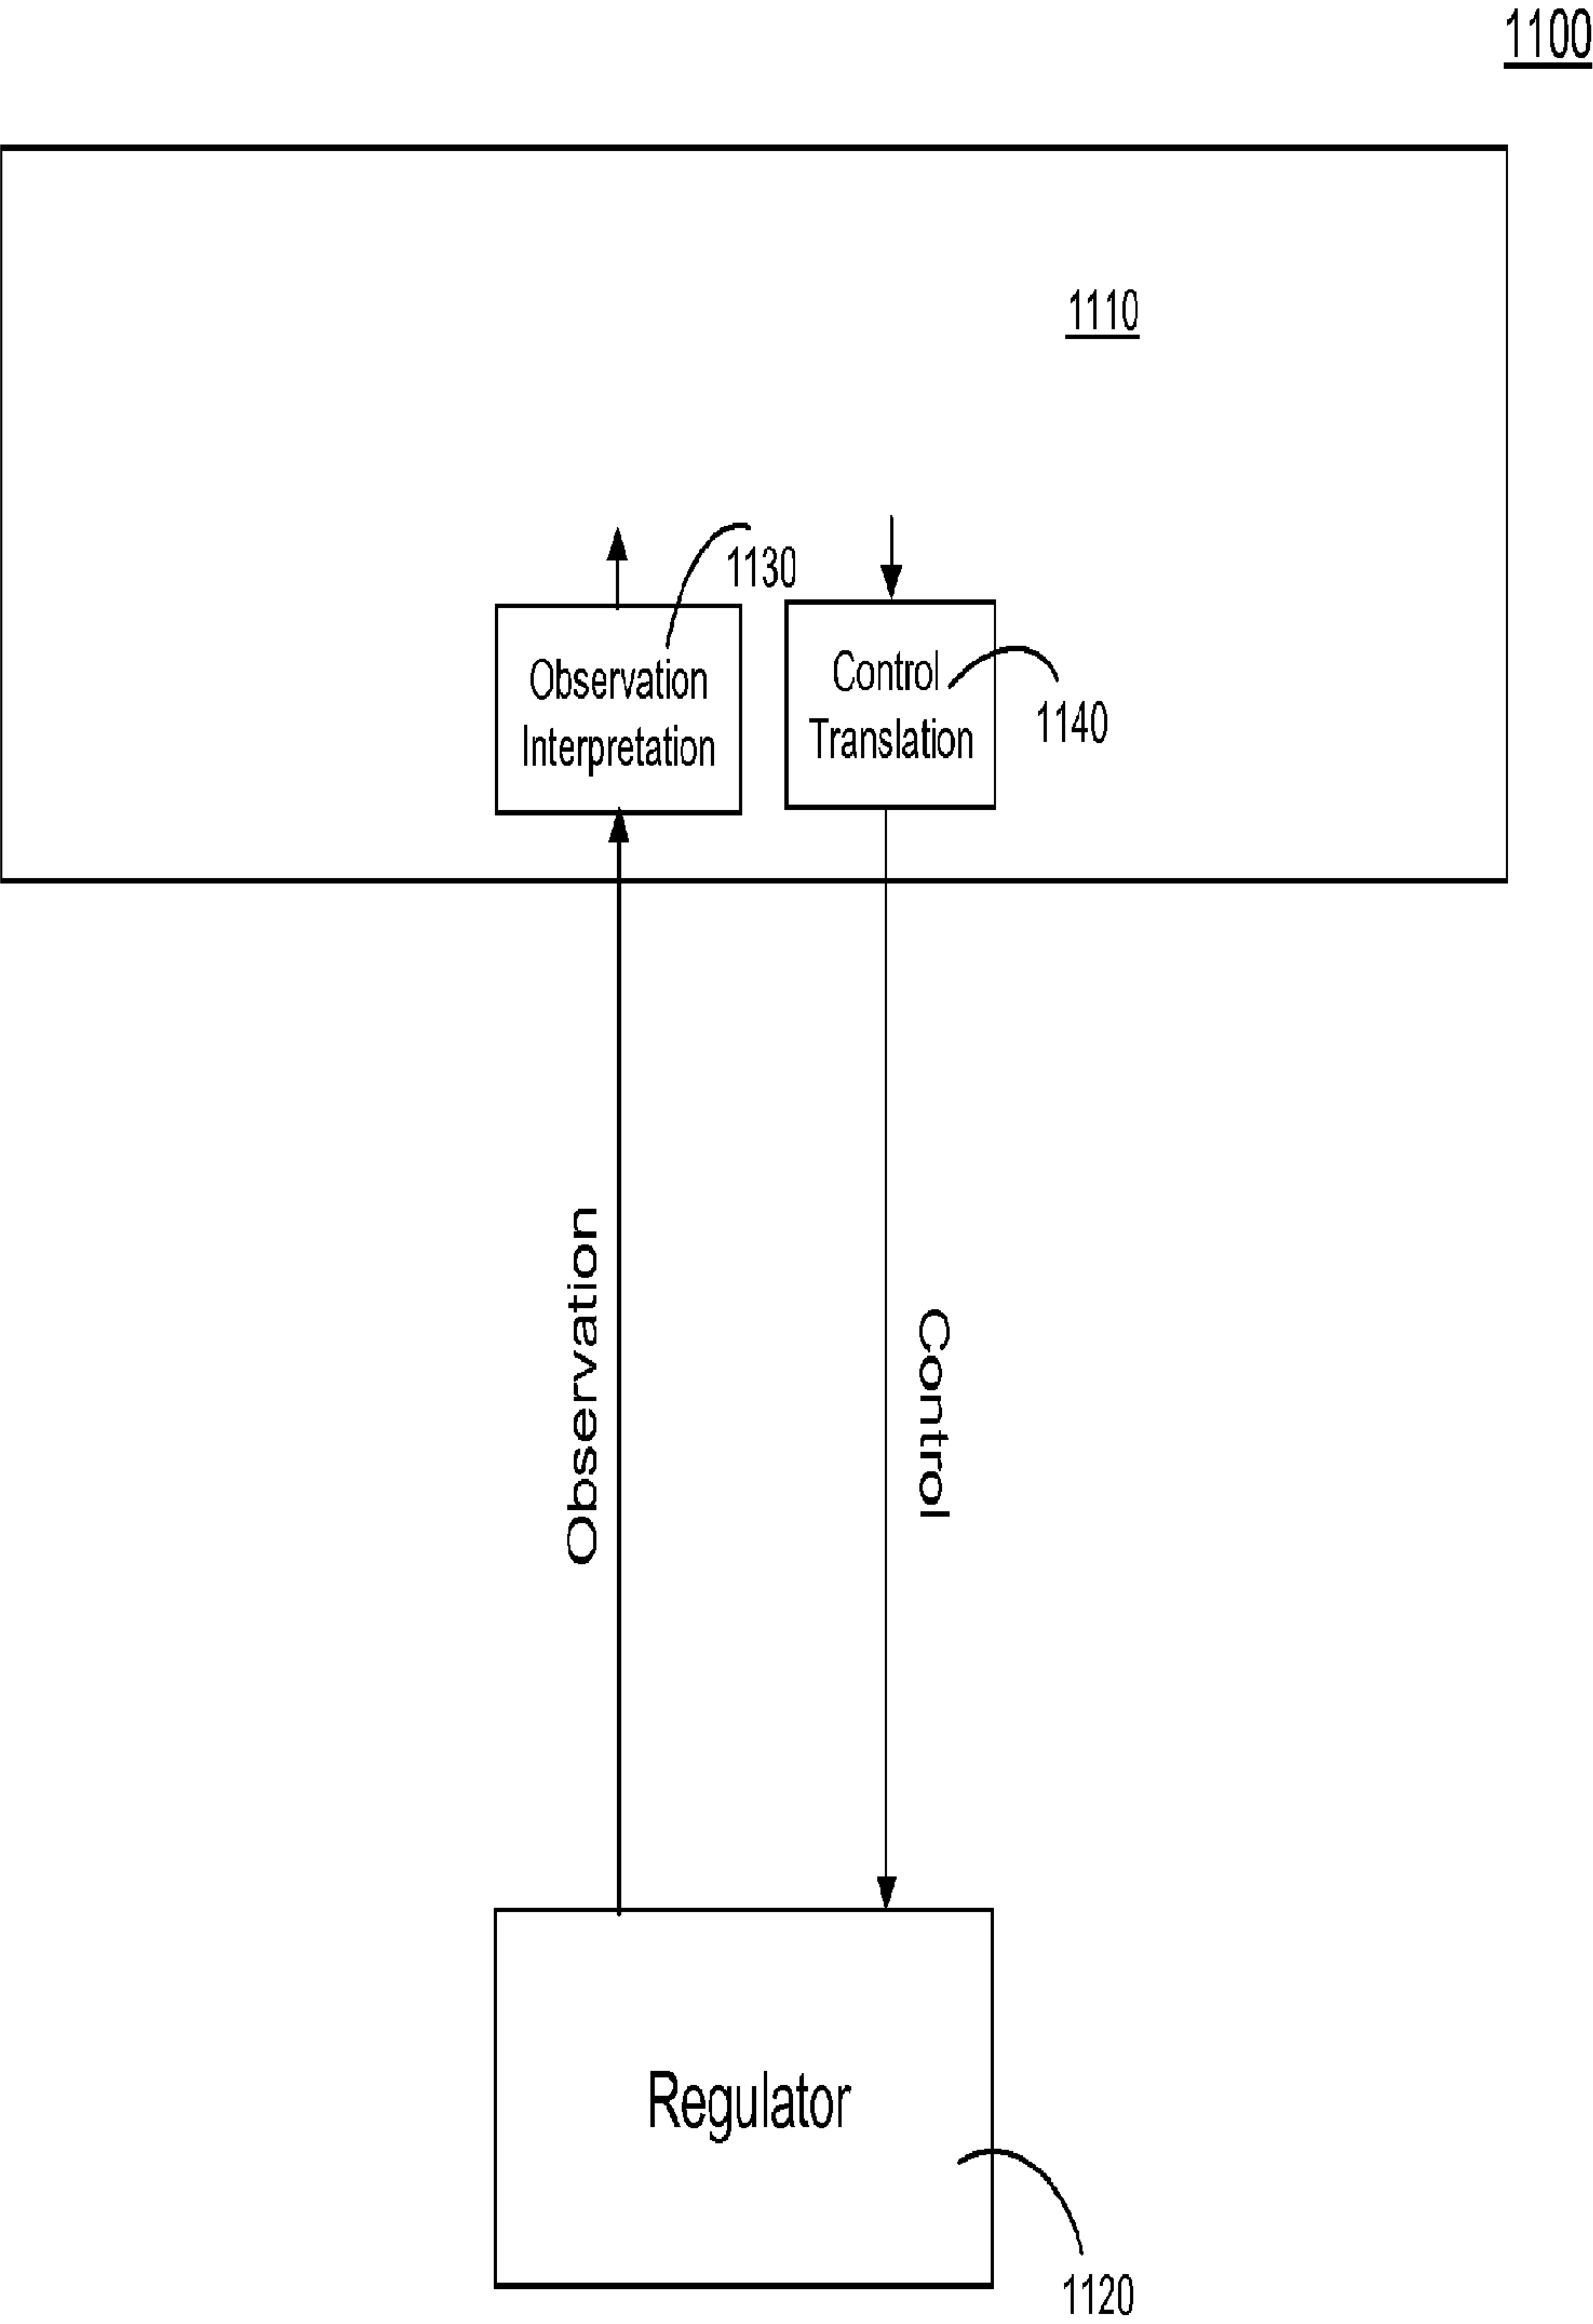 1100
1110
1130
Observation
Interpretation
Control
Translation
1140
Observation
Control
Regulator
1120